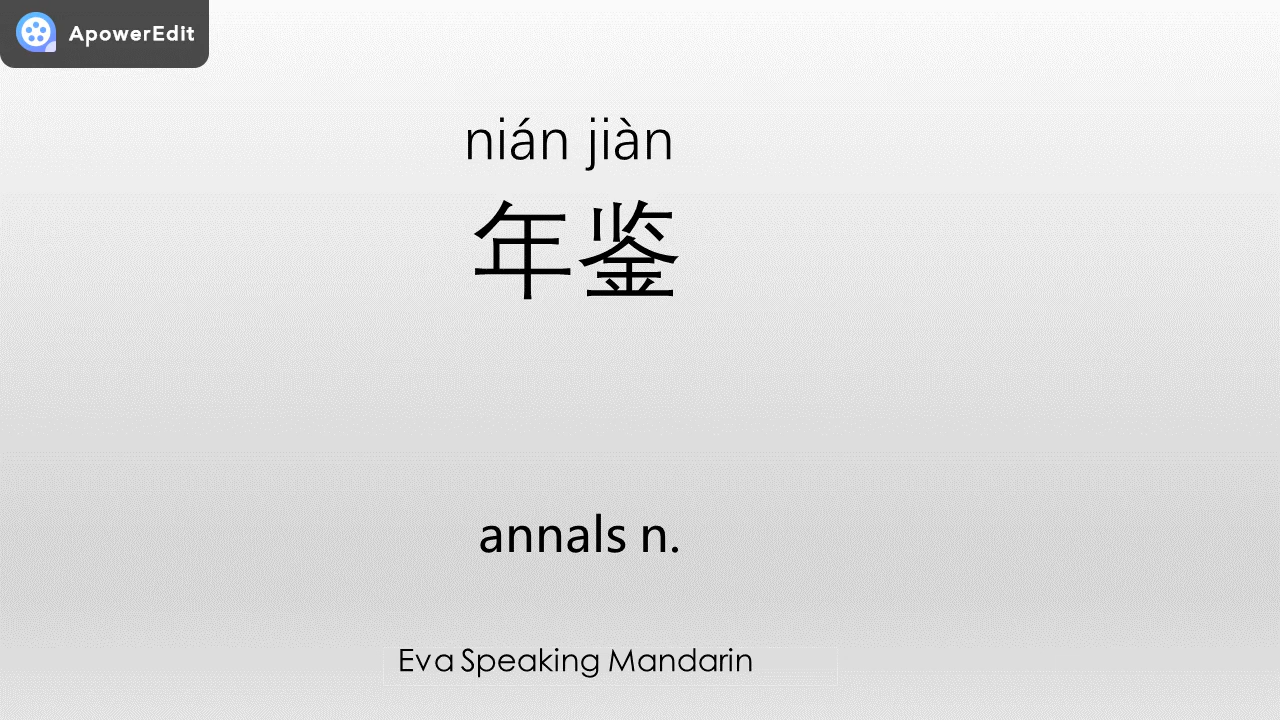 ApowerEdit
nián jiàn
年鉴
annals n.
Eva Speaking Mandarin